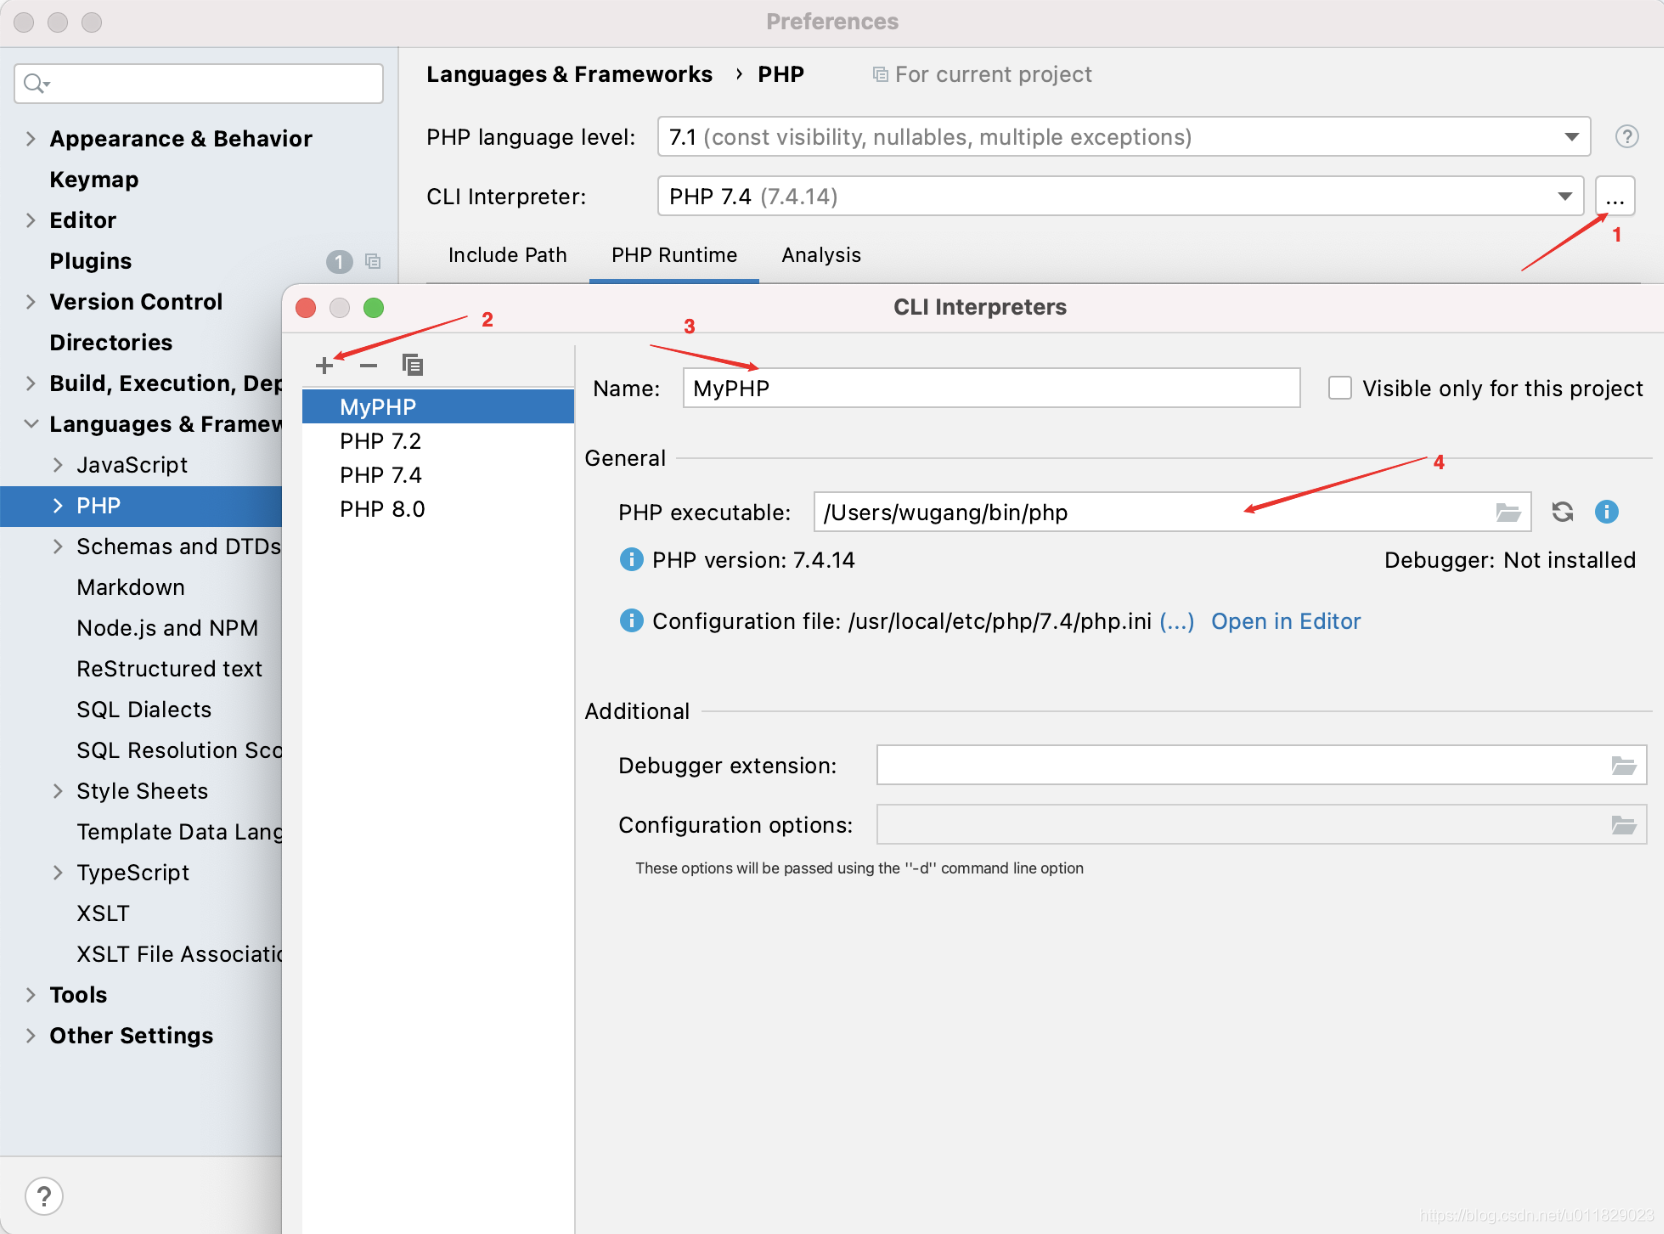 Preferences
Languages & Frameworks › PHP For current project
Appearance & Behavior
Keymap
Editor
Plugins 1
Version Control
Directories
Build, Execution, Dep
Languages & Framew
JavaScript
PHP
Schemas and DTDs
Markdown
Node.js and NPM
ReStructured text
SQL Dialects
SQL Resolution Sco
Style Sheets
Template Data Lang
TypeScript
XSLT
XSLT File Associatio
Tools
Other Settings
?
PHP language level: 7.1 (const visibility, nullables, multiple exceptions) ?
CLI Interpreter: PHP 7.4 (7.4.14) ...
1
Include Path PHP Runtime Analysis
CLI Interpreters
2
3
MyPHP
PHP 7.2
PHP 7.4
PHP 8.0
Name: MyPHP Visible only for this project
General
4
PHP executable: /Users/wugang/bin/php
PHP version: 7.4.14 Debugger: Not installed
Configuration file: /usr/local/etc/php/7.4/php.ini (...) Open in Editor
Additional
Debugger extension:
Configuration options:
These options will be passed using the ''-d'' command line option
https://blog.csdn.net/u011829023